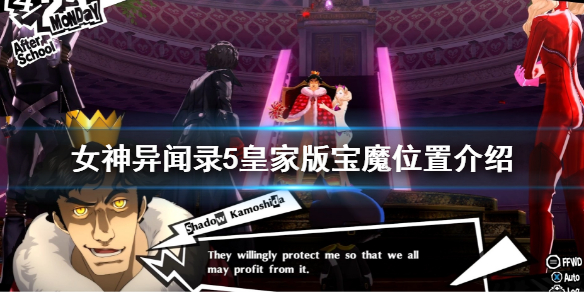 MONDAY
After
School
女神异闻录5皇家版宝魔位置介绍
Shadow Kamoshida
They willingly protect me so that we all
may profit from it.
FFWD
Auto
Log